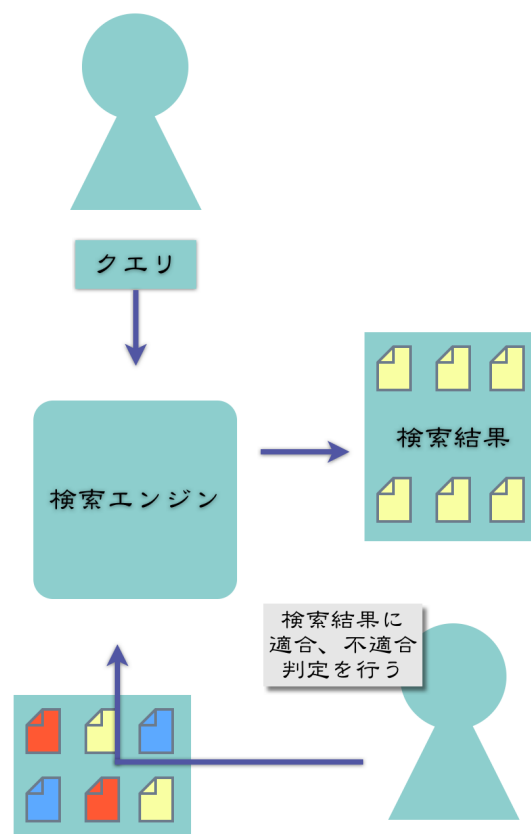 クエリ
検索エンジン
検索結果
検索結果に
適合、不適合
判定を行う